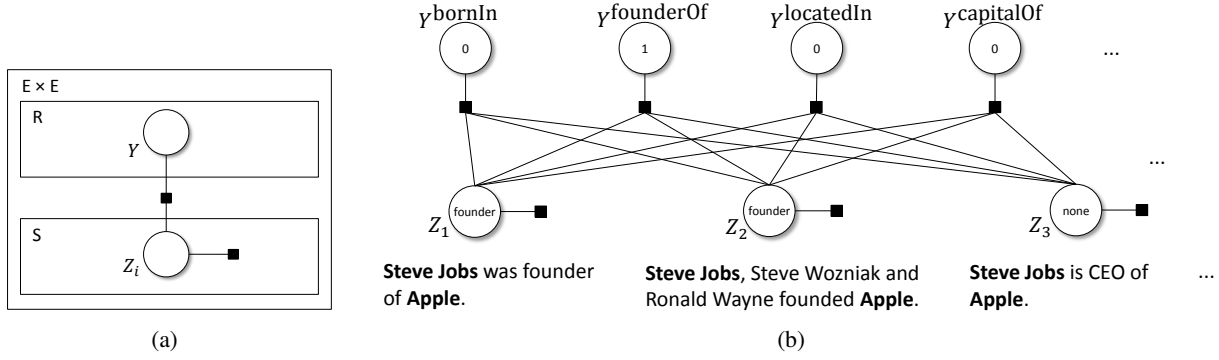 E × E
R
Y
S
Z_i
(a)
Y^bornIn Y^founderOf Y^locatedIn Y^capitalOf
0 1 0 0 ...
...
founder founder none
Z_1 Z_2 Z_3
Steve Jobs was founder
of Apple.
Steve Jobs, Steve Wozniak and
Ronald Wayne founded Apple.
Steve Jobs is CEO of
Apple.
...
(b)